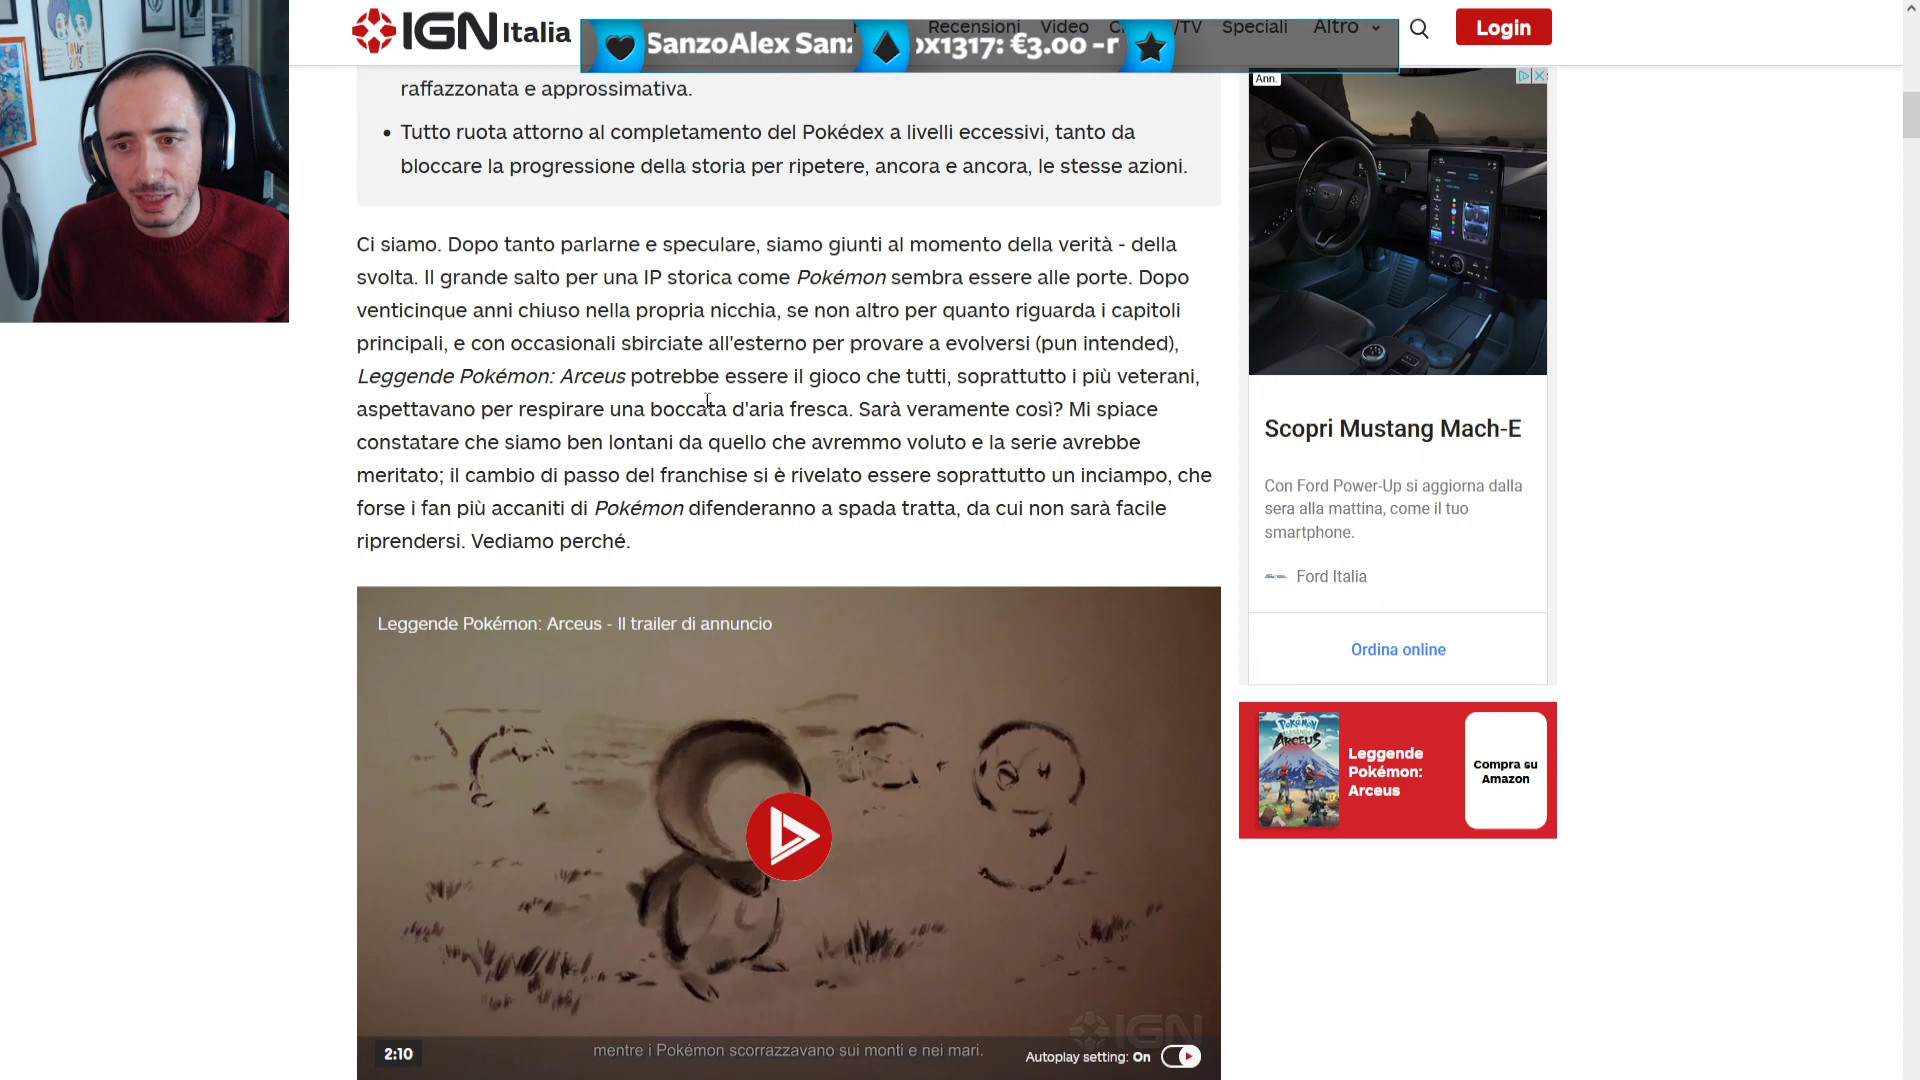 IGN Italia
Recensioni Video /TV Speciali Altro
Login
SanzoAlex
1317: €3.00
raffazzonata e approssimativa.
• Tutto ruota attorno al completamento del Pokédex a livelli eccessivi, tanto da
bloccare la progressione della storia per ripetere, ancora e ancora, le stesse azioni.
Ci siamo. Dopo tanto parlarne e speculare, siamo giunti al momento della verità - della
svolta. Il grande salto per una IP storica come Pokémon sembra essere alle porte. Dopo
venticinque anni chiuso nella propria nicchia, se non altro per quanto riguarda i capitoli
principali, e con occasionali sbirciate all'esterno per provare a evolversi (pun intended),
Leggende Pokémon: Arceus potrebbe essere il gioco che tutti, soprattutto i più veterani,
aspettavano per respirare una boccata d'aria fresca. Sarà veramente così? Mi spiace
constatare che siamo ben lontani da quello che avremmo voluto e la serie avrebbe
meritato; il cambio di passo del franchise si è rivelato essere soprattutto un inciampo, che
forse i fan più accaniti di Pokémon difenderanno a spada tratta, da cui non sarà facile
riprendersi. Vediamo perché.
Leggende Pokémon: Arceus - Il trailer di annuncio
2:10
mentre i Pokémon scorrazzavano sui monti e nei mari.
Autoplay setting: On
IGN
Ann.
Scopri Mustang Mach-E
Con Ford Power-Up si aggiorna dalla
sera alla mattina, come il tuo
smartphone.
Ford Italia
Ordina online
POKÉMON
ARCEUS
Leggende
Pokémon:
Arceus
Compra su
Amazon
TOUR
2015